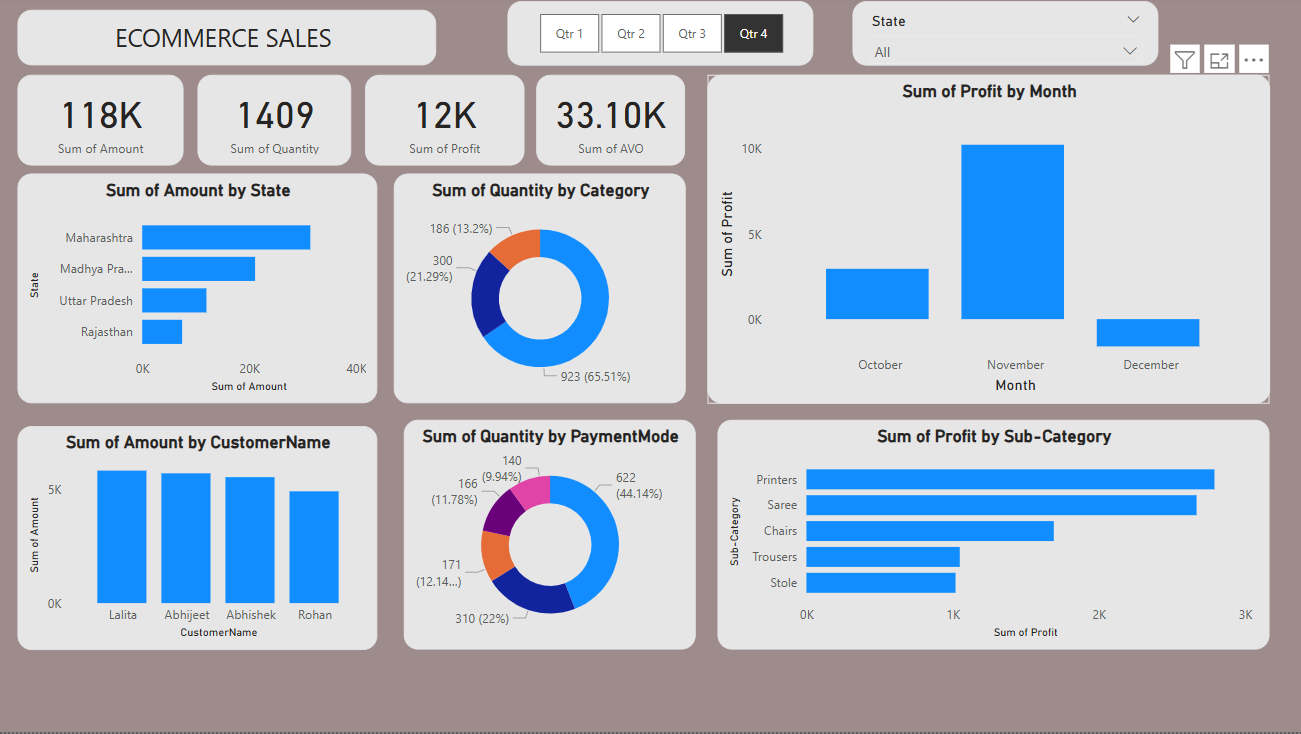 ECOMMERCE SALES
Qtr 1
Qtr 2
Qtr 3
Qtr 4
State
All
118K
Sum of Amount
1409
Sum of Quantity
12K
Sum of Profit
33.10K
Sum of AVO
Sum of Profit by Month
10K
5K
0K
Sum of Profit
October
November
December
Month
Sum of Amount by State
State
Maharashtra
Madhya Pra...
Uttar Pradesh
Rajasthan
0K
20K
40K
Sum of Amount
Sum of Quantity by Category
186 (13.2%)
300
(21.29%)
923 (65.51%)
Sum of Amount by CustomerName
5K
0K
Sum of Amount
Lalita
Abhijeet
Abhishek
Rohan
CustomerName
Sum of Quantity by PaymentMode
140
(9.94%)
166
(11.78%)
171
(12.14...)
310 (22%)
622
(44.14%)
Sum of Profit by Sub-Category
Sub-Category
Printers
Saree
Chairs
Trousers
Stole
0K
1K
2K
3K
Sum of Profit